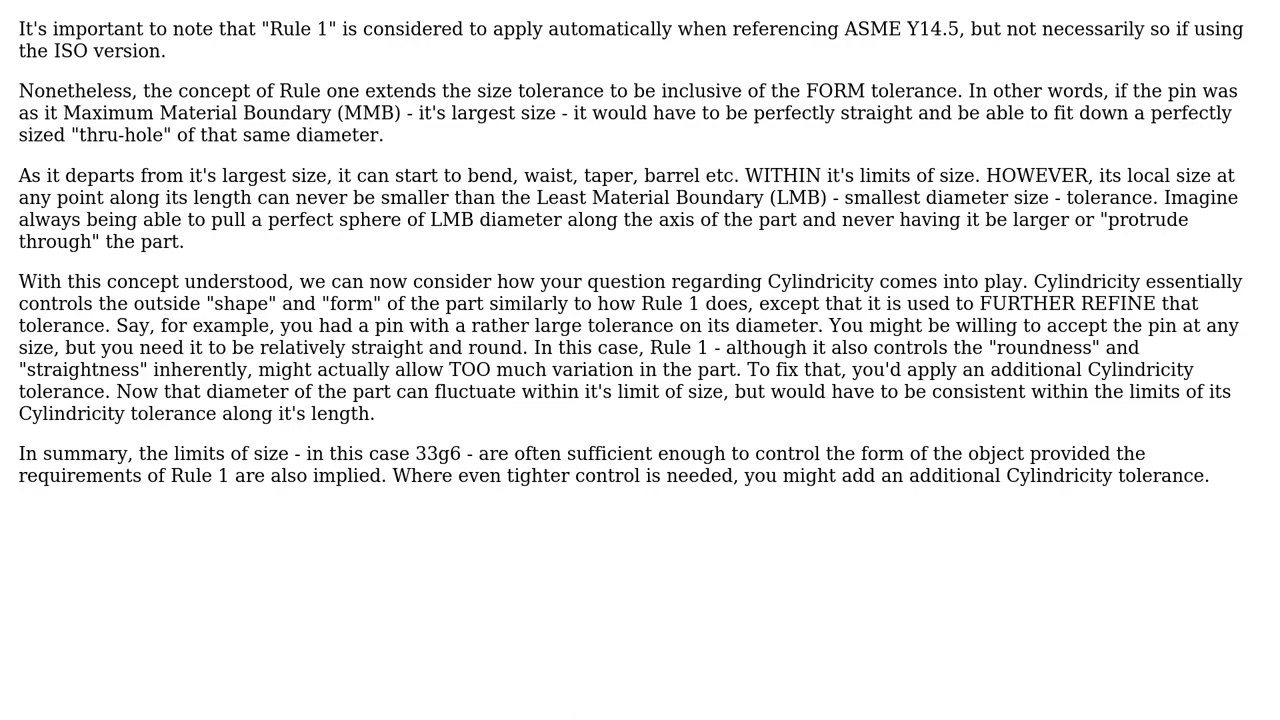 It's important to note that "Rule 1" is considered to apply automatically when referencing ASME Y14.5, but not necessarily so if using
the ISO version.
Nonetheless, the concept of Rule one extends the size tolerance to be inclusive of the FORM tolerance. In other words, if the pin was
as it Maximum Material Boundary (MMB) - it's largest size - it would have to be perfectly straight and be able to fit down a perfectly
sized "thru-hole" of that same diameter.
As it departs from it's largest size, it can start to bend, waist, taper, barrel etc. WITHIN it's limits of size. HOWEVER, its local size at
any point along its length can never be smaller than the Least Material Boundary (LMB) - smallest diameter size - tolerance. Imagine
always being able to pull a perfect sphere of LMB diameter along the axis of the part and never having it be larger or "protrude
through" the part.
With this concept understood, we can now consider how your question regarding Cylindricity comes into play. Cylindricity essentially
controls the outside "shape" and "form" of the part similarly to how Rule 1 does, except that it is used to FURTHER REFINE that
tolerance. Say, for example, you had a pin with a rather large tolerance on its diameter. You might be willing to accept the pin at any
size, but you need it to be relatively straight and round. In this case, Rule 1 - although it also controls the "roundness" and
"straightness" inherently, might actually allow TOO much variation in the part. To fix that, you'd apply an additional Cylindricity
tolerance. Now that diameter of the part can fluctuate within it's limit of size, but would have to be consistent within the limits of its
Cylindricity tolerance along it's length.
In summary, the limits of size - in this case 33g6 - are often sufficient enough to control the form of the object provided the
requirements of Rule 1 are also implied. Where even tighter control is needed, you might add an additional Cylindricity tolerance.